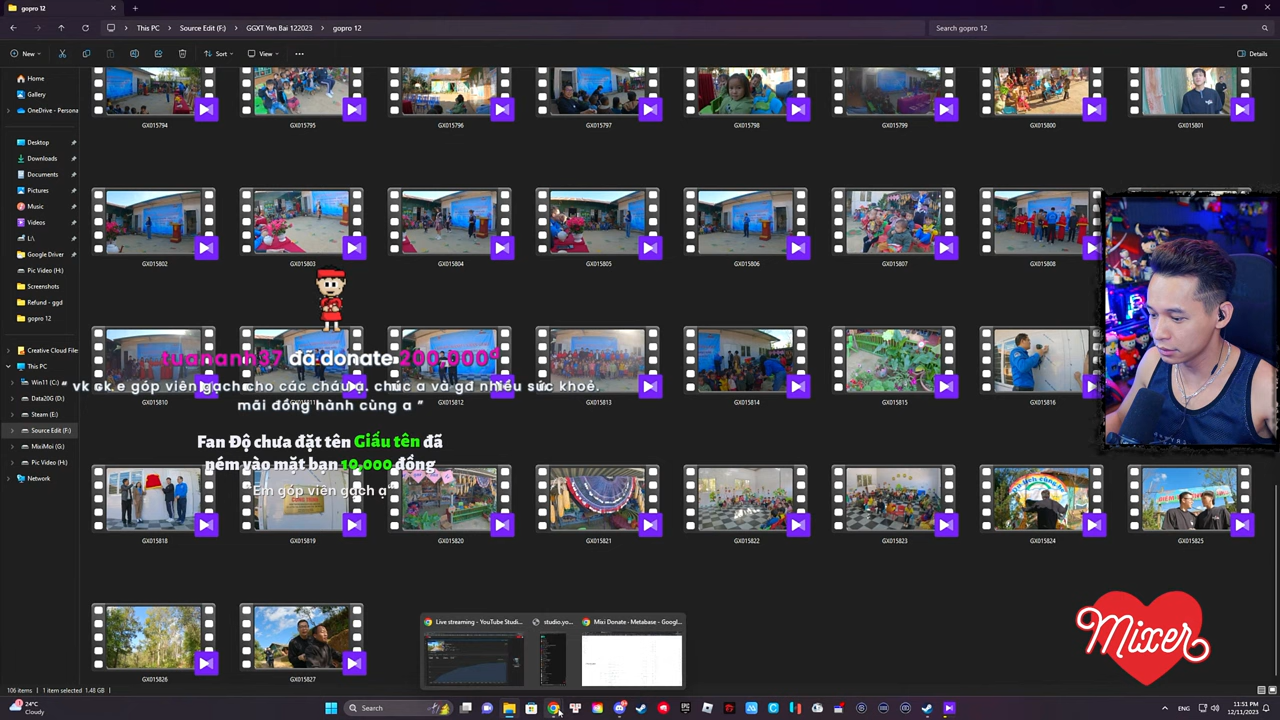 gopro 12
This PC
Source Edit (F:)
GGXT Yen Bai 122023
gopro 12
Search gopro 12
New
Sort
View
Details
Home
Gallery
OneDrive - Persona
Desktop
Downloads
Documents
Pictures
Music
Videos
L\
Google Driver
Pic Video (H:)
Screenshots
Refund - ggd
gopro 12
Creative Cloud Files
This PC
Win11 (C:)
Data20G (D:)
Steam (E:)
Source Edit (F:)
MixiMoi (G:)
Pic Video (H:)
Network
GX015794
GX015795
GX015796
GX015797
GX015798
GX015799
GX015800
GX015801
GX015802
GX015803
GX015804
GX015805
GX015806
GX015807
GX015808
GX015810
GX015812
GX015813
GX015814
GX015815
GX015816
tuananh37 đã donate 200,000đ
vk ck e góp viên gạch cho các cháu ạ. chúc a và gđ nhiều sức khoẻ.
mãi đồng hành cùng a "
Fan Độ chưa đặt tên Giấu tên đã
ném vào mặt bạn 10,000 đồng
"Em góp viên gạch ạ"
GX015818
GX015819
GX015820
GX015821
GX015822
GX015823
GX015824
GX015825
GX015826
GX015827
Live streaming - YouTube Studi...
studio.yo...
Mixi Donate - Metabase - Googl...
Mixer
106 items
1 item selected 1.48 GB
24°C
Cloudy
Search
ENG
11:51 PM
12/11/2023